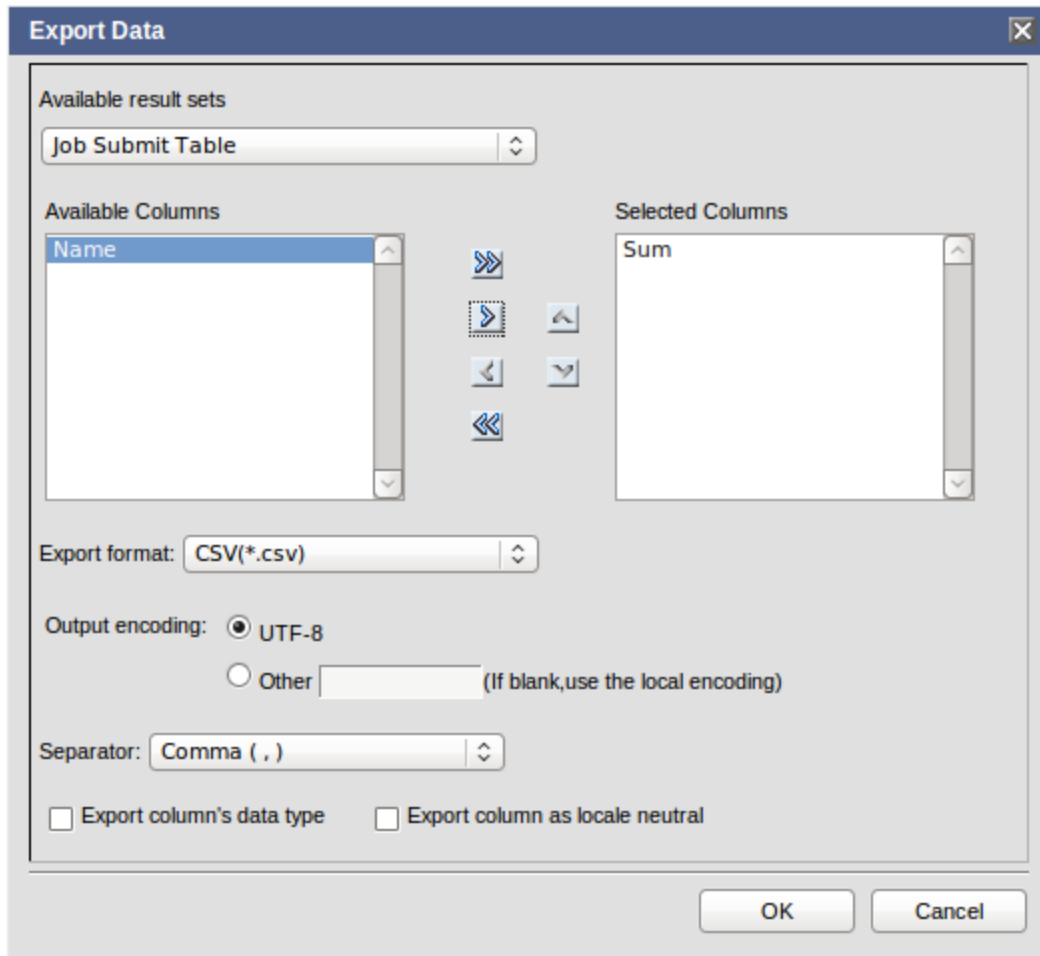 Export Data
Available result sets
Job Submit Table
Available Columns
Selected Columns
Name
Sum
Export format: CSV(*.csv)
Output encoding: UTF-8
Other (If blank,use the local encoding)
Separator: Comma ( , )
Export column's data type Export column as locale neutral
OK Cancel